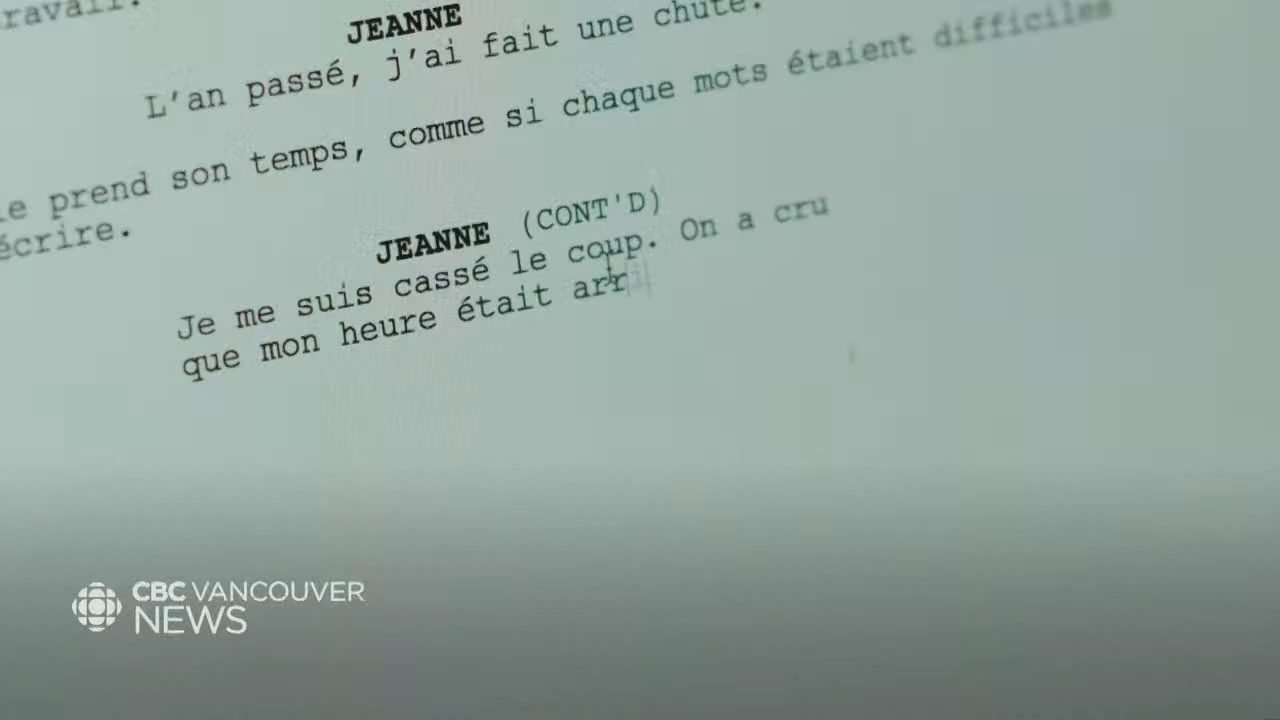 JEANNE
L'an passé, j'ai fait une chute.
prend son temps, comme si chaque mots étaient difficiles
écrire.
JEANNE (CONT'D)
Je me suis cassé le coup. On a cru
que mon heure était arr
CBC VANCOUVER
NEWS